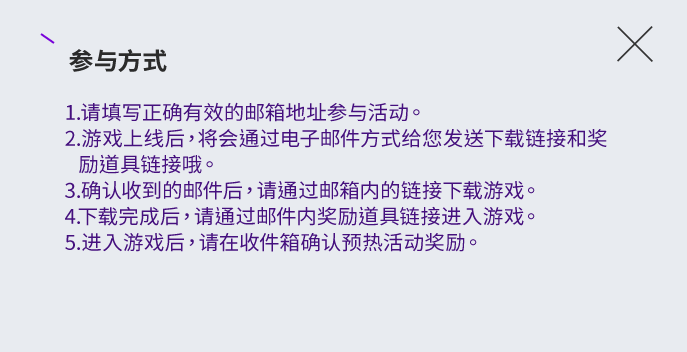 参与方式
1.请填写正确有效的邮箱地址参与活动。
2.游戏上线后，将会通过电子邮件方式给您发送下载链接和奖
励道具链接哦。
3.确认收到的邮件后，请通过邮箱内的链接下载游戏。
4.下载完成后，请通过邮件内奖励道具链接进入游戏。
5.进入游戏后，请在收件箱确认预热活动奖励。